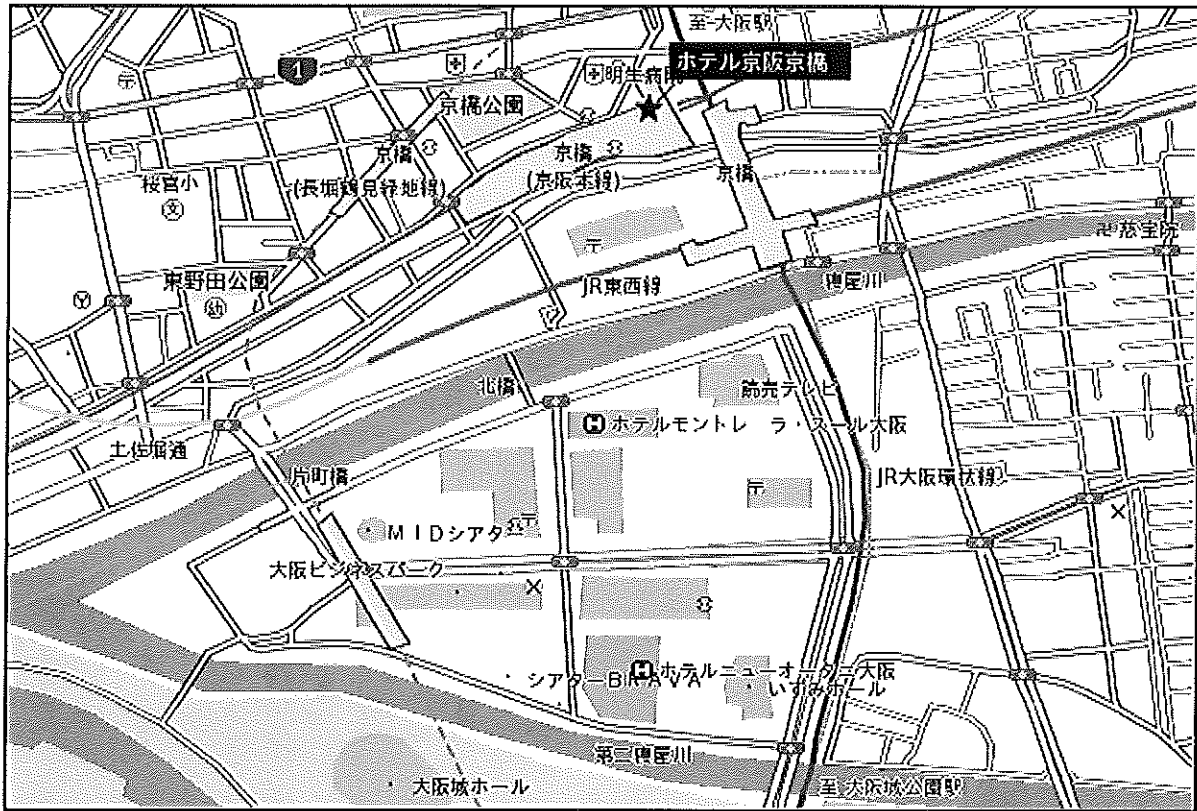 至 大阪駅
ホテル京阪京橋
1
明生病院
京橋公園
京橋
(長堀鶴見緑地線)
京橋
(京阪本線)
京橋
桜宮小
文
東野田公園
幼
JR東西線
寝屋川
卍 慈宝院
北橋
読売テレビ
H ホテルモントレ ラ・スール大阪
土佐堀通
片町橋
JR大阪環状線
MIDシアタ
大阪ビジネスパーク
H ホテルニューオータニ大阪
シアターBRAVA
いずみホール
第二寝屋川
大阪城ホール
至 大阪城公園駅